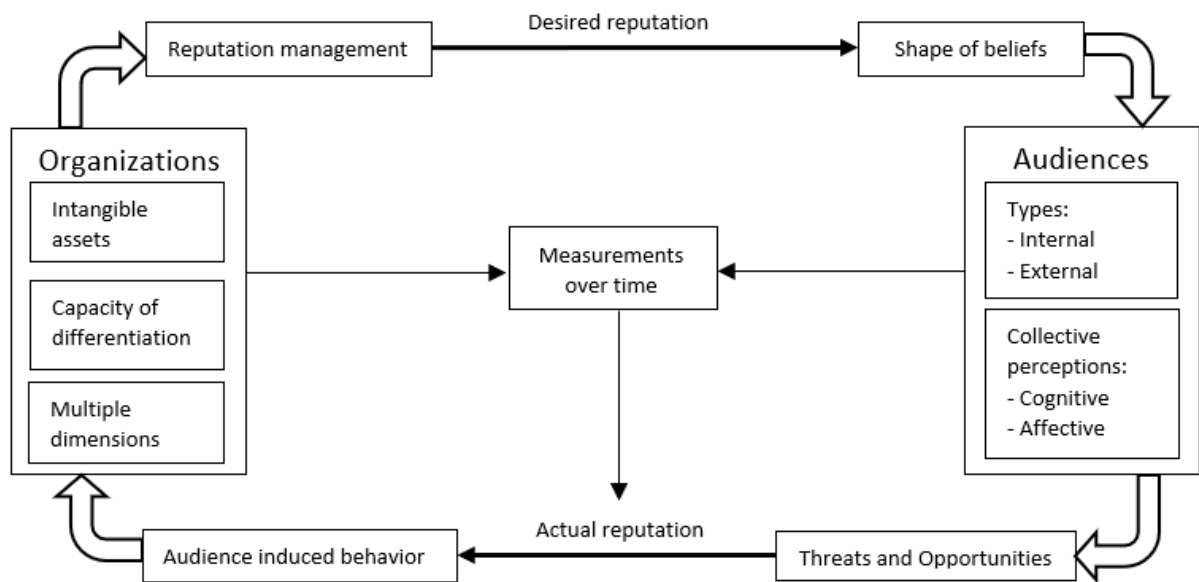 Desired reputation
Reputation management
Shape of beliefs
Organizations
Intangible
assets
Capacity of
differentiation
Multiple
dimensions
Measurements
over time
Audiences
Types:
- Internal
- External
Collective
perceptions:
- Cognitive
- Affective
Actual reputation
Audience induced behavior
Threats and Opportunities